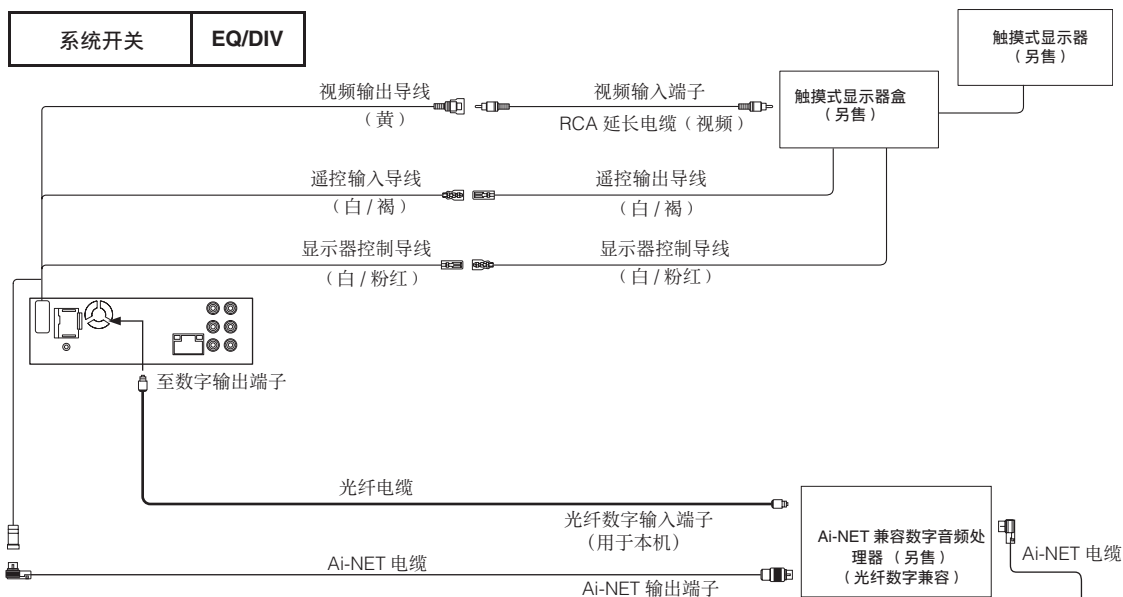 系统开关 EQ/DIV
触摸式显示器
（另售）
视频输出导线
（黄）
视频输入端子
RCA 延长电缆（视频）
触摸式显示器盒
（另售）
遥控输入导线
（白 / 褐）
遥控输出导线
（白 / 褐）
显示器控制导线
（白 / 粉红）
显示器控制导线
（白 / 粉红）
至数字输出端子
光纤电缆
光纤数字输入端子
（用于本机）
Ai-NET 兼容数字音频处
理器 （另售）
（光纤数字兼容）
Ai-NET 电缆
Ai-NET 电缆
Ai-NET 输出端子